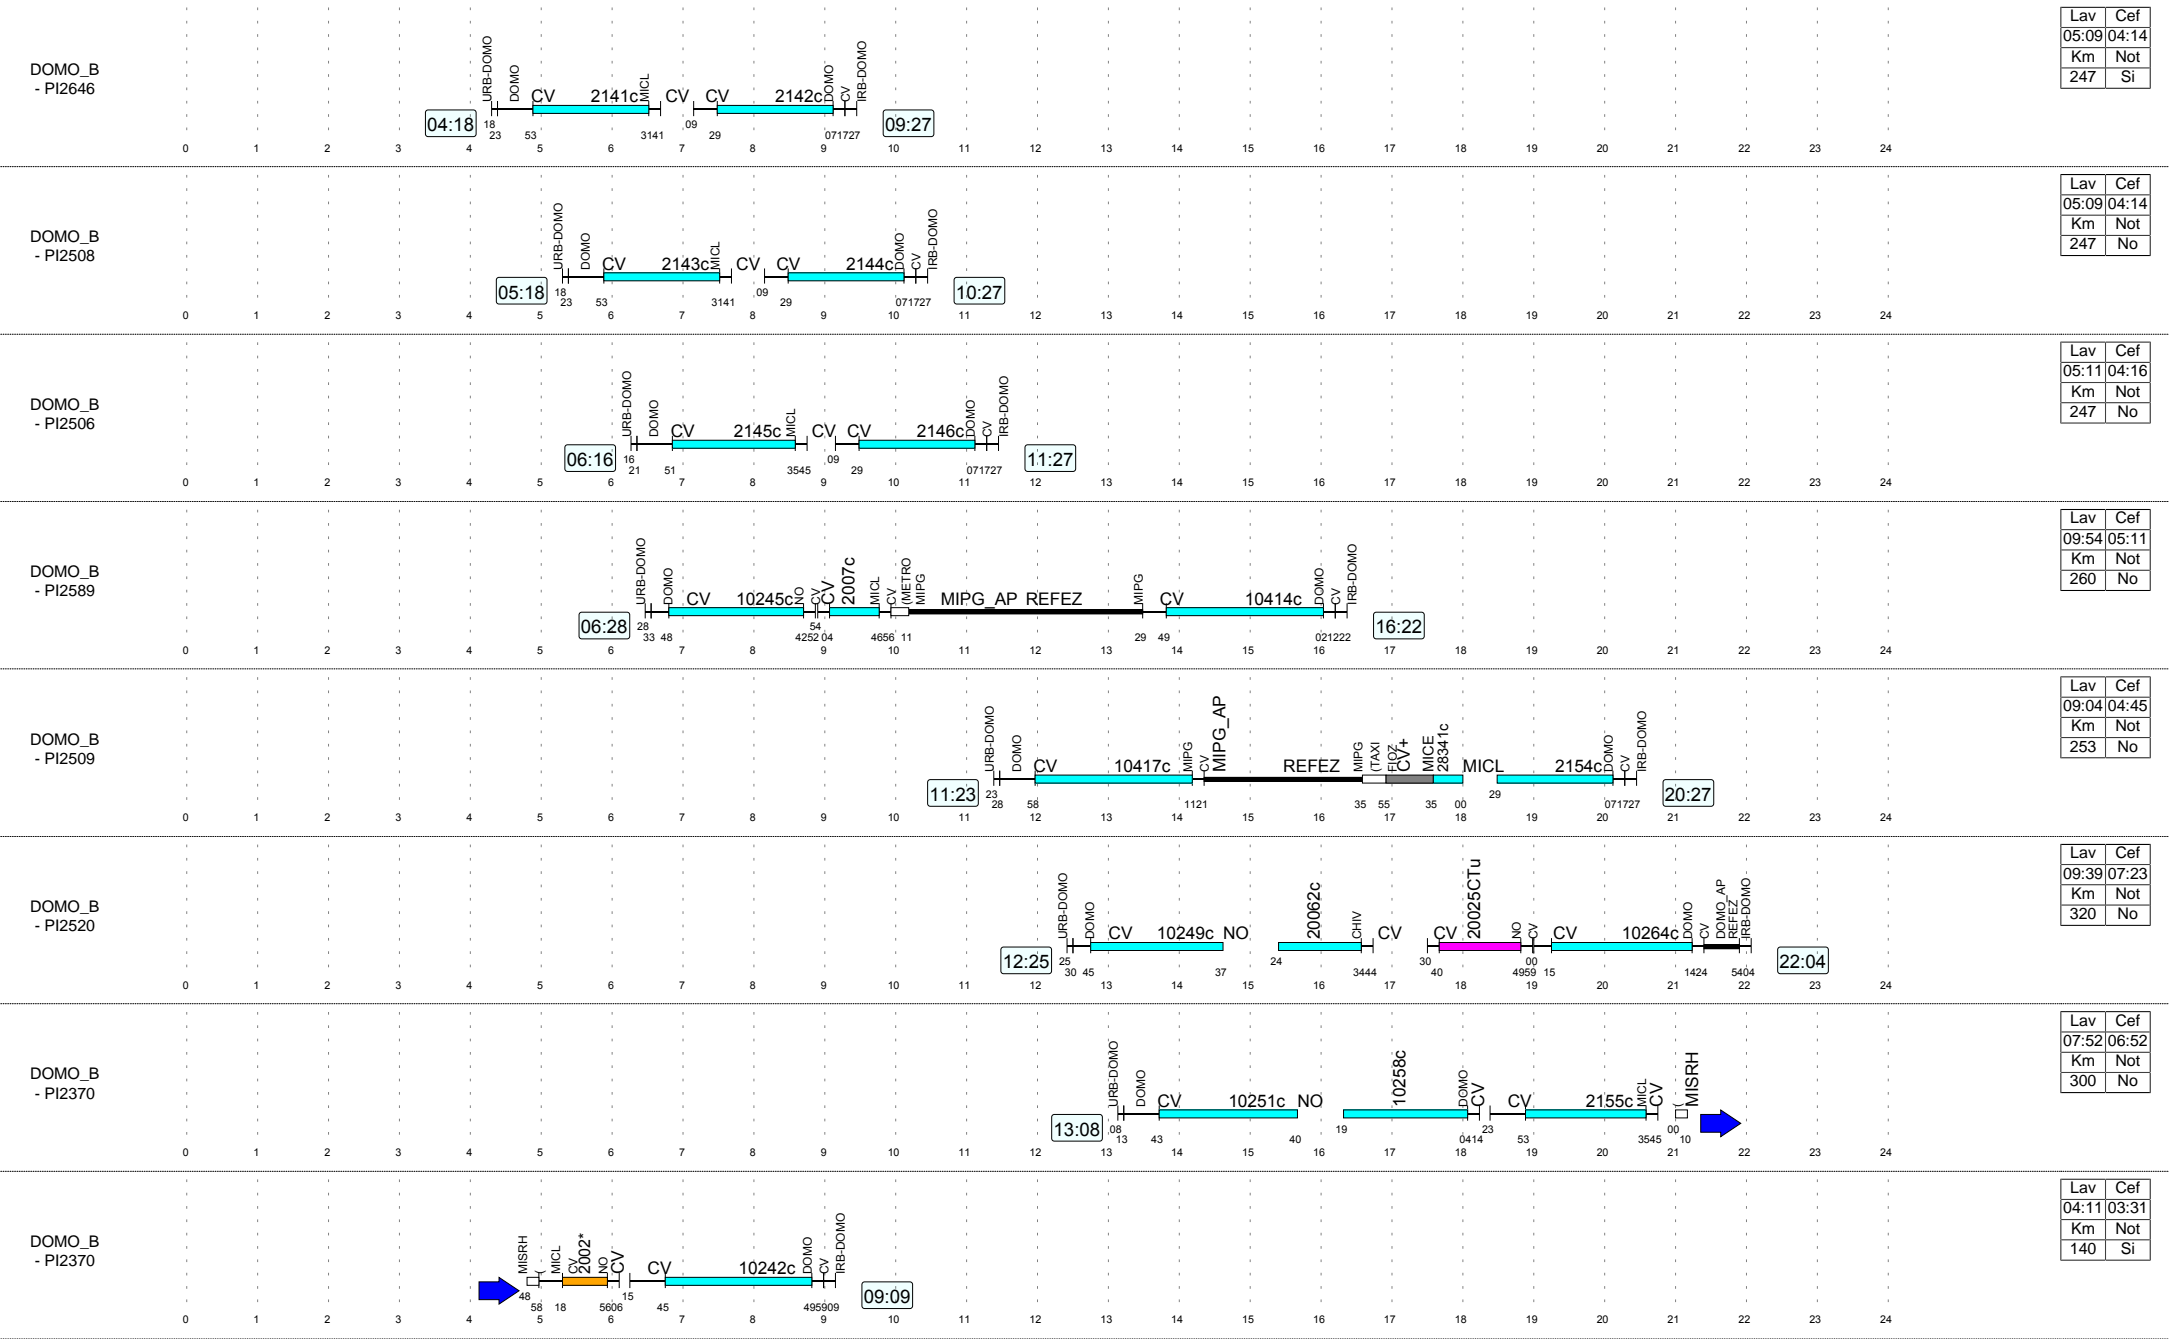 DOMO_B
- PI2646
URB-DOMO DOMO CV 2141c MICL CV CV 2142c DOMO CV IRB-DOMO
04:18 18 23 53 3141 09 29 071727 09:27
0 1 2 3 4 5 6 7 8 9 10 11 12 13 14 15 16 17 18 19 20 21 22 23 24
Lav Cef
05:09 04:14
Km Not
247 Si
DOMO_B
- PI2508
URB-DOMO DOMO CV 2143c MICL CV CV 2144c DOMO CV IRB-DOMO
05:18 18 23 53 3141 09 29 071727 10:27
0 1 2 3 4 5 6 7 8 9 10 11 12 13 14 15 16 17 18 19 20 21 22 23 24
Lav Cef
05:09 04:14
Km Not
247 No
DOMO_B
- PI2506
URB-DOMO DOMO CV 2145c MICL CV CV 2146c DOMO CV IRB-DOMO
06:16 16 21 51 3545 09 29 071727 11:27
0 1 2 3 4 5 6 7 8 9 10 11 12 13 14 15 16 17 18 19 20 21 22 23 24
Lav Cef
05:11 04:16
Km Not
247 No
DOMO_B
- PI2589
URB-DOMO DOMO CV 10245c NO CV CV 2007c MICL CV (METRO MIPG MIPG_AP REFEZ MIPG CV 10414c DOMO CV IRB-DOMO
06:28 28 33 48 4252 54 04 4656 11 29 49 021222 16:22
0 1 2 3 4 5 6 7 8 9 10 11 12 13 14 15 16 17 18 19 20 21 22 23 24
Lav Cef
09:54 05:11
Km Not
260 No
DOMO_B
- PI2509
URB-DOMO DOMO CV 10417c MIPG CV MIPG_AP REFEZ MIPG (TAXI FIOZ CV+ MICE 28341c MICL 2154c DOMO CV IRB-DOMO
11:23 23 28 58 1121 35 55 35 00 29 071727 20:27
0 1 2 3 4 5 6 7 8 9 10 11 12 13 14 15 16 17 18 19 20 21 22 23 24
Lav Cef
09:04 04:45
Km Not
253 No
DOMO_B
- PI2520
URB-DOMO DOMO CV 10249c NO 20062c CHIV CV CV 20025CTu NO CV CV 10264c DOMO CV DOMO_AP REFEZ IRB-DOMO
12:25 25 30 45 37 24 3444 30 40 4959 00 15 1424 5404 22:04
0 1 2 3 4 5 6 7 8 9 10 11 12 13 14 15 16 17 18 19 20 21 22 23 24
Lav Cef
09:39 07:23
Km Not
320 No
DOMO_B
- PI2370
URB-DOMO DOMO CV 10251c NO 10258c DOMO CV CV 2155c MICL CV ( MISRH
13:08 08 13 43 40 19 0414 23 53 3545 00 10
0 1 2 3 4 5 6 7 8 9 10 11 12 13 14 15 16 17 18 19 20 21 22 23 24
Lav Cef
07:52 06:52
Km Not
300 No
DOMO_B
- PI2370
MISRH ( MICL CV 2002* NO CV CV 10242c DOMO CV IRB-DOMO
48 58 18 5606 15 45 495909 09:09
0 1 2 3 4 5 6 7 8 9 10 11 12 13 14 15 16 17 18 19 20 21 22 23 24
Lav Cef
04:11 03:31
Km Not
140 Si